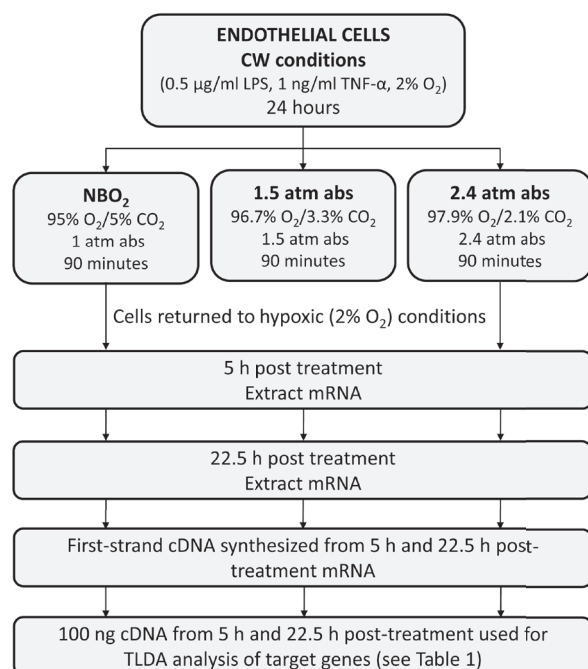 ENDOTHELIAL CELLS
CW conditions
(0.5 µg/ml LPS, 1 ng/ml TNF-α, 2% O₂)
24 hours
NBO₂
95% O₂/5% CO₂
1 atm abs
90 minutes
1.5 atm abs
96.7% O₂/3.3% CO₂
1.5 atm abs
90 minutes
2.4 atm abs
97.9% O₂/2.1% CO₂
2.4 atm abs
90 minutes
Cells returned to hypoxic (2% O₂) conditions
5 h post treatment
Extract mRNA
22.5 h post treatment
Extract mRNA
First-strand cDNA synthesized from 5 h and 22.5 h post-
treatment mRNA
100 ng cDNA from 5 h and 22.5 h post-treatment used for
TLDA analysis of target genes (see Table 1)